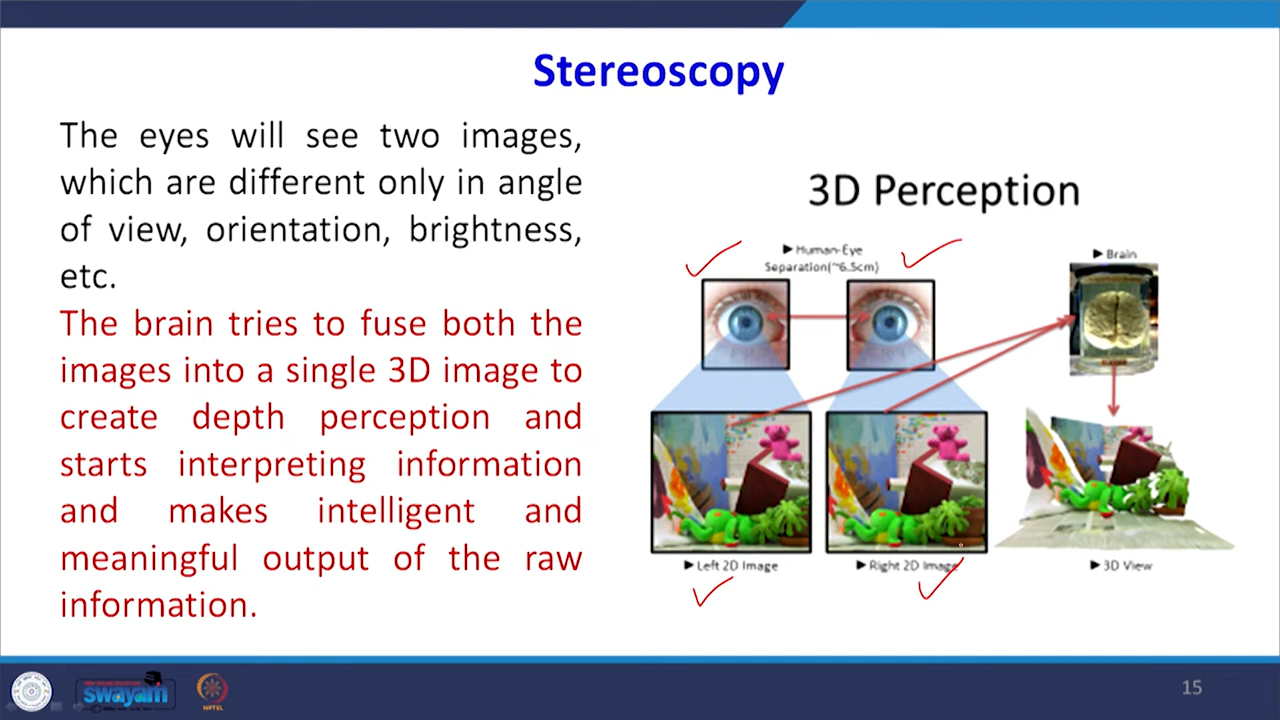 Stereoscopy
The eyes will see two images,
which are different only in angle
of view, orientation, brightness,
etc.
The brain tries to fuse both the
images into a single 3D image to
create depth perception and
starts interpreting information
and makes intelligent and
meaningful output of the raw
information.
3D Perception
Human-Eye
Separation(~6.5cm)
Brain
Left 2D Image
Right 2D Image
3D View
swayam
NPTEL
15